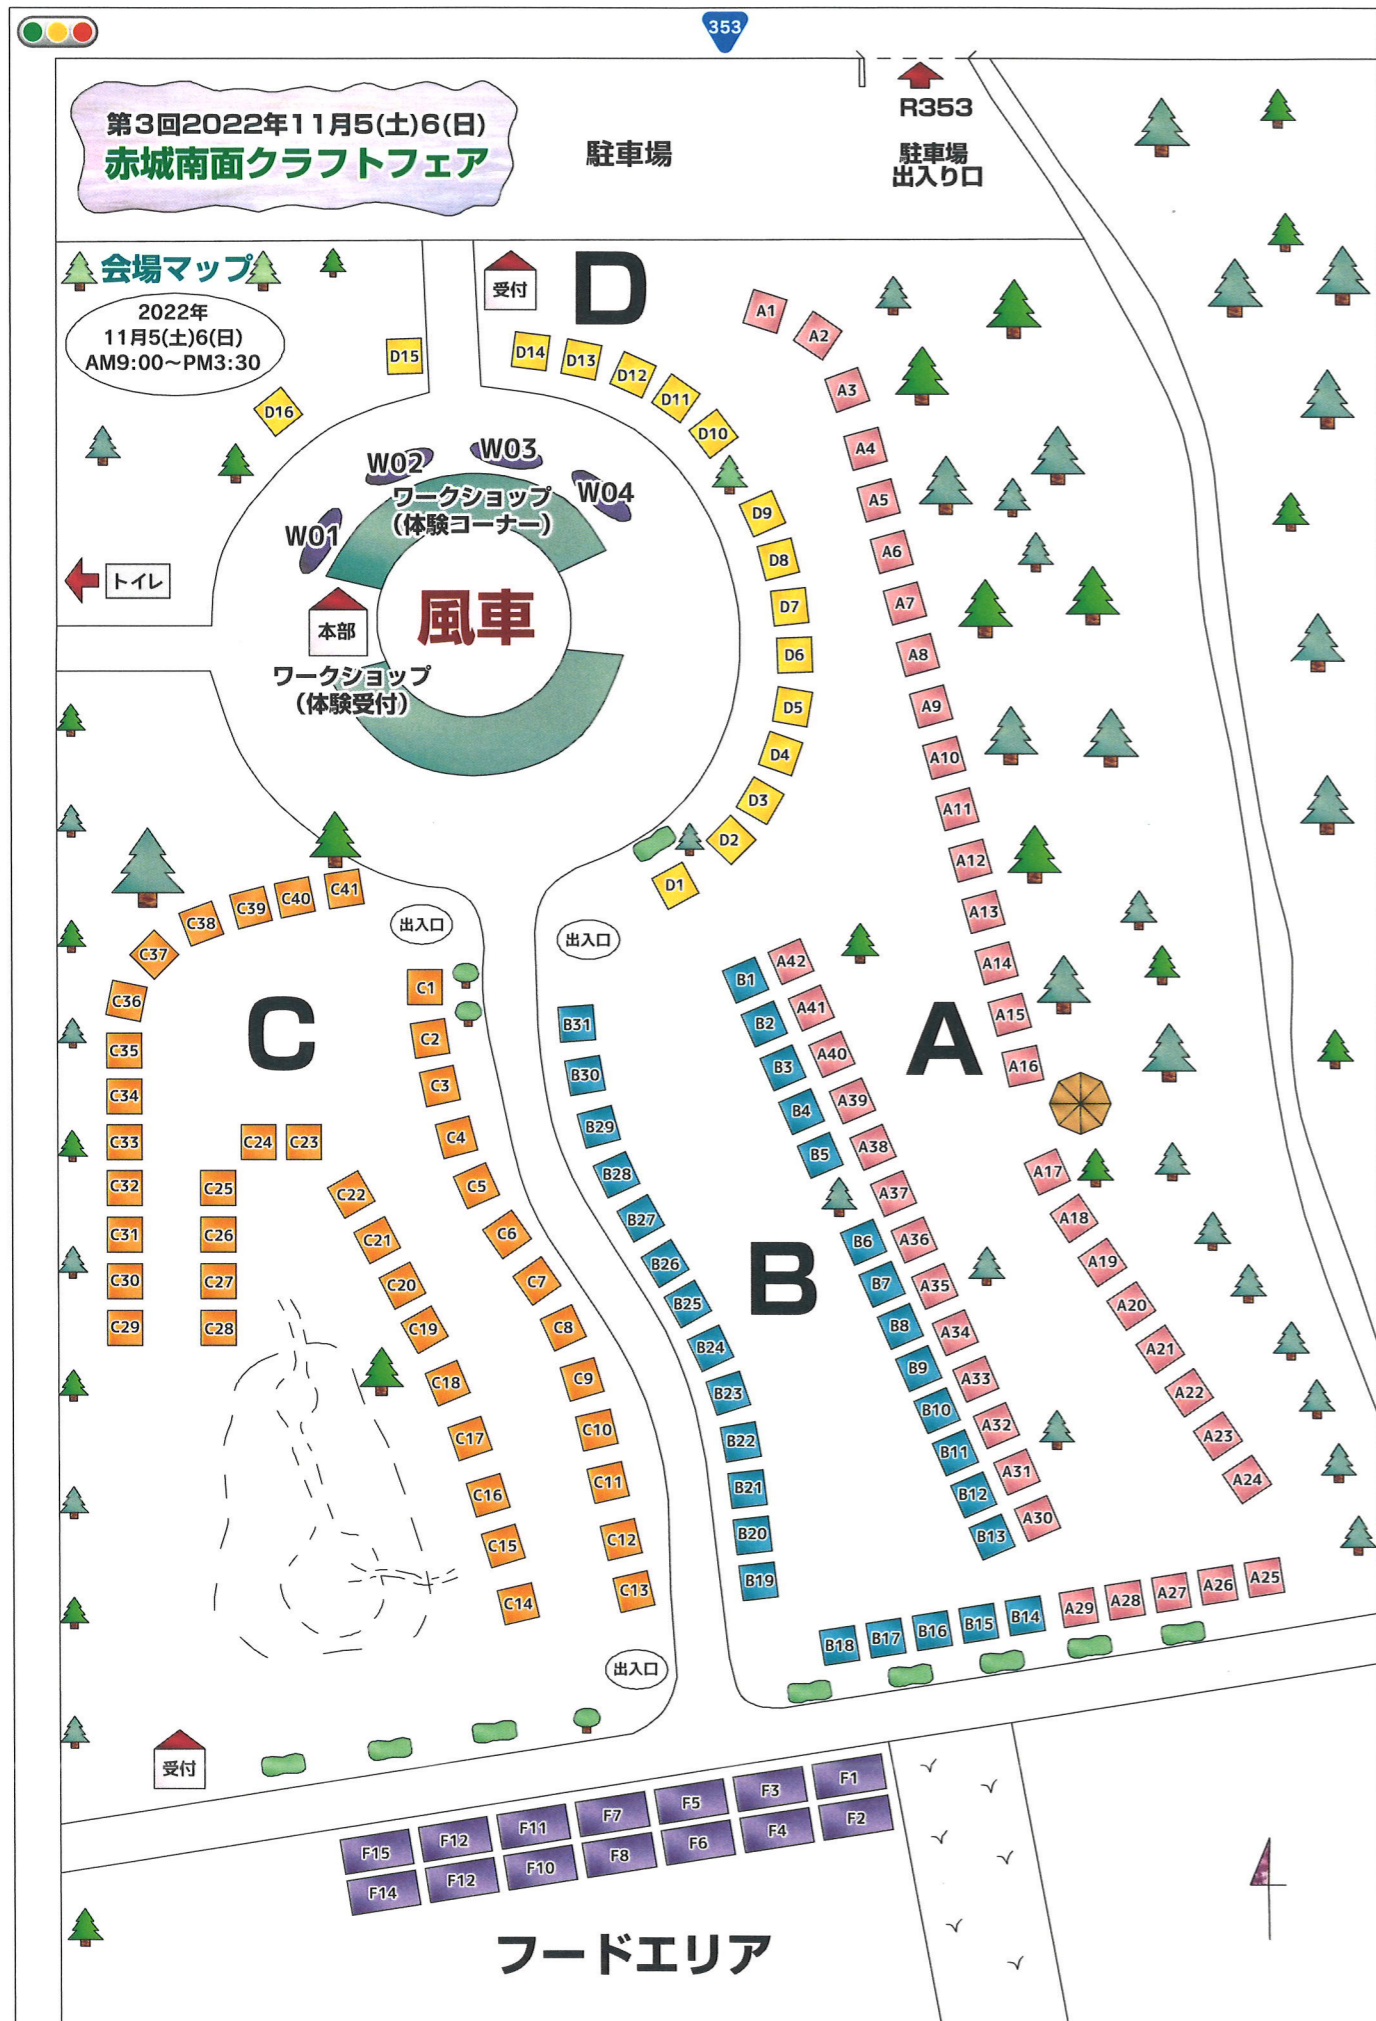 353
R353
駐車場
出入り口
第3回2022年11月5(土)6(日)
赤城南面クラフトフェア
駐車場
会場マップ
2022年
11月5(土)6(日)
AM9:00～PM3:30
受付
D
D16
D15
D14
D13
D12
D11
D10
D9
D8
D7
D6
D5
D4
D3
D2
D1
W01
W02
W03
W04
ワークショップ
(体験コーナー)
トイレ
本部
風車
ワークショップ
(体験受付)
A
A1
A2
A3
A4
A5
A6
A7
A8
A9
A10
A11
A12
A13
A14
A15
A16
A17
A18
A19
A20
A21
A22
A23
A24
A25
A26
A27
A28
A29
A30
A31
A32
A33
A34
A35
A36
A37
A38
A39
A40
A41
A42
出入口
出入口
B
B1
B2
B3
B4
B5
B6
B7
B8
B9
B10
B11
B12
B13
B14
B15
B16
B17
B18
B19
B20
B21
B22
B23
B24
B25
B26
B27
B28
B29
B30
B31
C
C1
C2
C3
C4
C5
C6
C7
C8
C9
C10
C11
C12
C13
C14
C15
C16
C17
C18
C19
C20
C21
C22
C23
C24
C25
C26
C27
C28
C29
C30
C31
C32
C33
C34
C35
C36
C37
C38
C39
C40
C41
出入口
受付
F15
F12
F11
F7
F5
F3
F1
F14
F12
F10
F8
F6
F4
F2
フードエリア